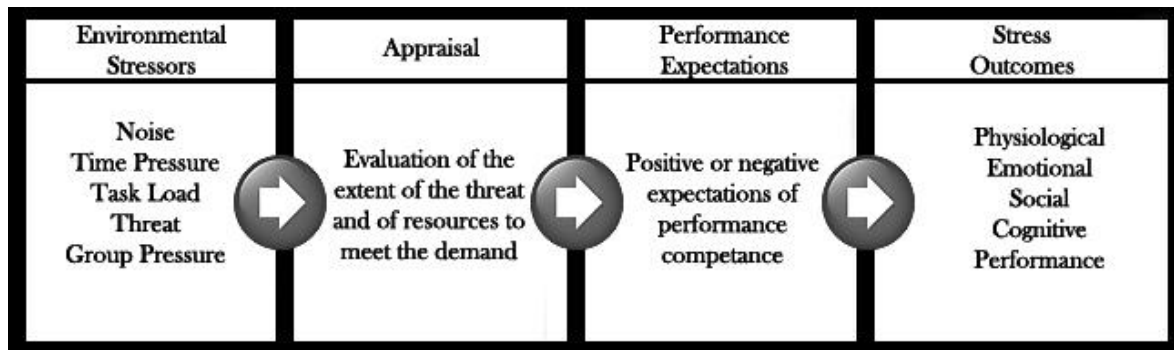 Environmental
Stressors
Noise
Time Pressure
Task Load
Threat
Group Pressure
Appraisal
Evaluation of the
extent of the threat
and of resources to
meet the demand
Performance
Expectations
Positive or negative
expectations of
performance
competance
Stress
Outcomes
Physiological
Emotional
Social
Cognitive
Performance